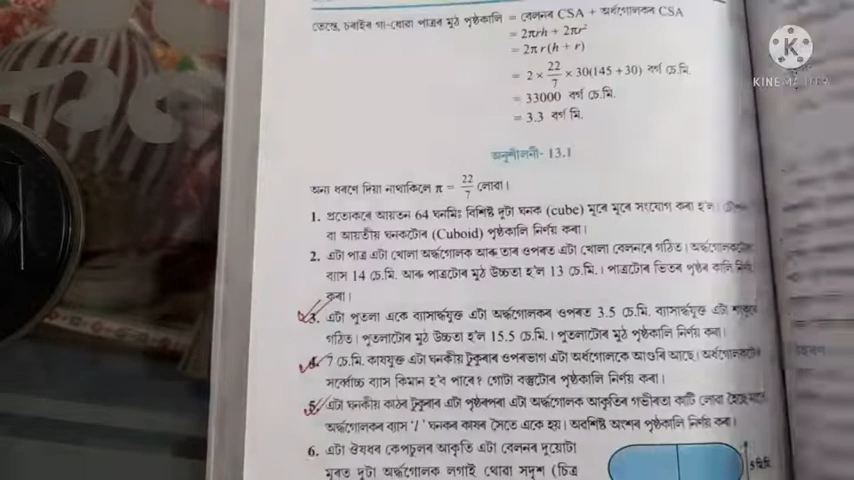 তেন্তে, চৰাইৰ গা-ধোৱা পাত্ৰৰ মুঠ পৃষ্ঠকালি = বেলনৰ CSA + অৰ্ধগোলকৰ CSA
= 2πrh + 2πr²
= 2π r(h + r)
= 2 × 22/7 × 30(145 + 30) বৰ্গ চে.মি.
= 33000 বৰ্গ চে.মি.
= 3.3 বৰ্গ মি.
KINEMASTER
অনুশীলনী- 13.1
অন্য ধৰণে দিয়া নাথাকিলে π = 22/7 লোৱা।
1. প্ৰত্যেকৰে আয়তন 64 ঘনমিঃ বিশিষ্ট দুটা ঘনক (cube) মূৰে মূৰে সংযোগ কৰা হ'ল।
বা আয়তীয় ঘনকটোৰ (Cuboid) পৃষ্ঠকালি নিৰ্ণয় কৰা।
2. এটা পাত্ৰ এটা খোলা অৰ্দ্ধগোলক আৰু তাৰ ওপৰত এটা খোলা বেলনৰে গঠিত। অৰ্দ্ধগোলকটোৰ
ব্যাস 14 চে.মি. আৰু পাত্ৰটোৰ মুঠ উচ্চতা হ'ল 13 চে.মি.। পাত্ৰটোৰ ভিতৰ পৃষ্ঠৰ কালি নিৰ্ণয়
কৰা।
3. এটা পুতলা একে ব্যাসাৰ্দ্ধযুক্ত এটা অৰ্দ্ধগোলকৰ ওপৰত 3.5 চে.মি. ব্যাসাৰ্দ্ধযুক্ত এটা শংকুৰে
গঠিত। পুতলাটোৰ মুঠ উচ্চতা হ'ল 15.5 চে.মি.। পুতলাটোৰ মুঠ পৃষ্ঠকালি নিৰ্ণয় কৰা।
4. 7 চে.মি. কাষযুক্ত এটা ঘনকীয় টুকুৰাৰ ওপৰভাগ এটা অৰ্ধগোলকে আগুৰি আছে। অৰ্ধগোলকটোৰ
সৰ্ব্বোচ্চ ব্যাস কিমান হ'ব পাৰে? গোটা বস্তুটোৰ পৃষ্ঠকালি নিৰ্ণয় কৰা।
5. এটা ঘনকীয় কাঠৰ টুকুৰাৰ এটা পৃষ্ঠৰপৰা এটা অৰ্দ্ধগোলক আকৃতিৰ গভীৰতা কাটি লোৱা হৈছে
অৰ্দ্ধগোলকৰ ব্যাস 'l' ঘনকৰ কাষৰ সৈতে একে হয়। অৱশিষ্ট অংশৰ পৃষ্ঠকালি নিৰ্ণয় কৰা।
6. এটা ঔষধৰ কেপচুলৰ আকৃতি এটা বেলনৰ দুয়োটা
মূৰত দুটা অৰ্দ্ধগোলক লগাই থোৱা সদৃশ (চিত্ৰ
5 মি.মি.